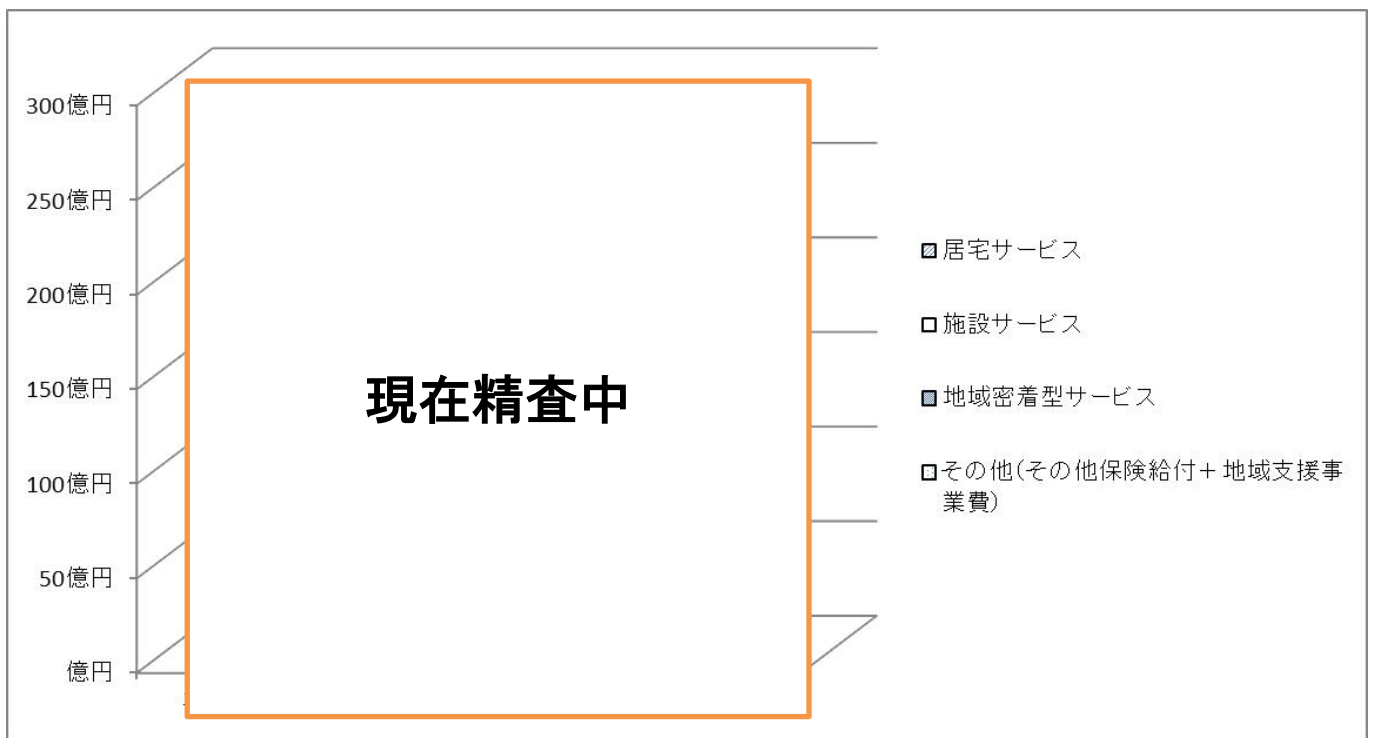 300億円
250億円
200億円
150億円
100億円
50億円
億円
現在精査中
居宅サービス
施設サービス
地域密着型サービス
その他(その他保険給付+地域支援事
業費)